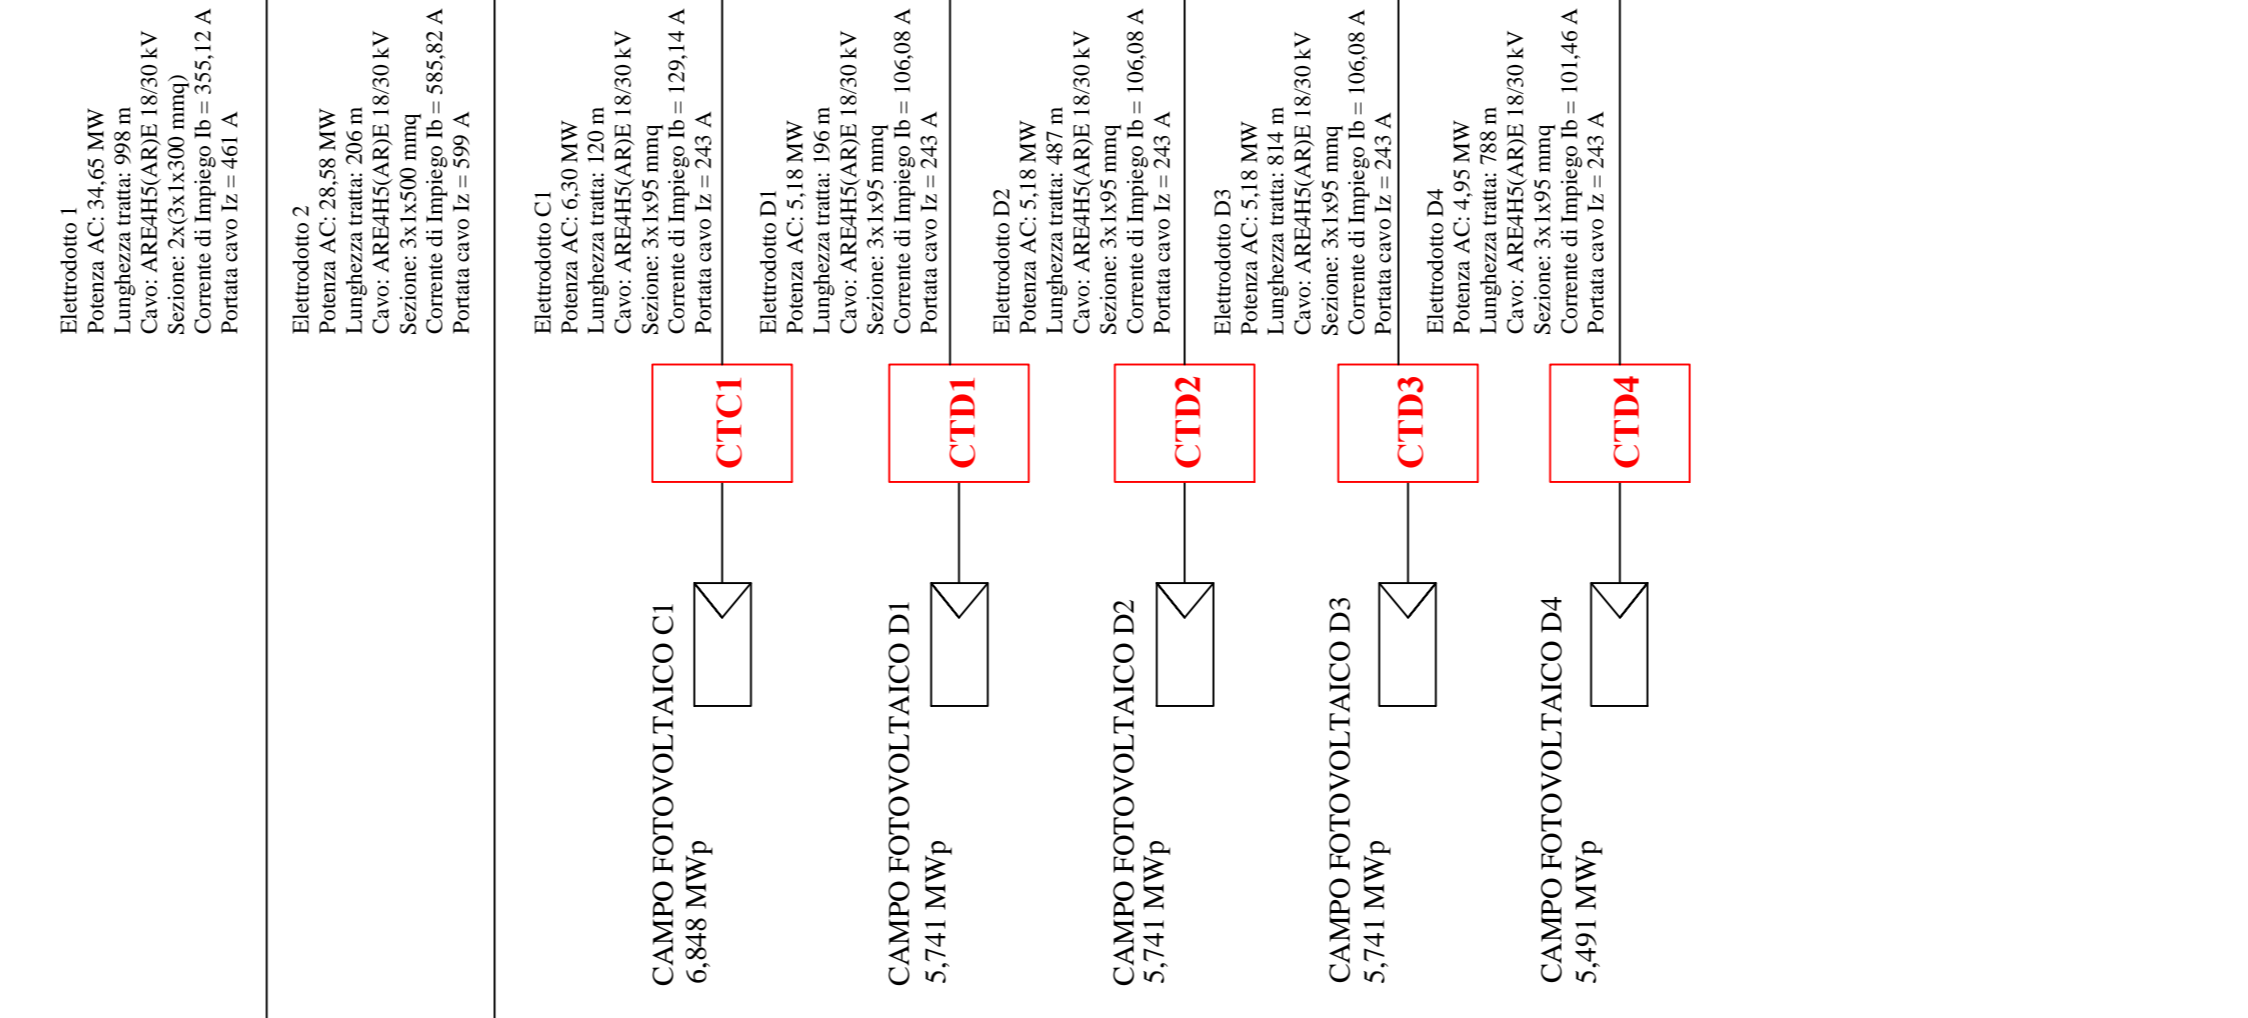 Elettrodotto 1
Potenza AC: 34,65 MW
Lunghezza tratta: 998 m
Cavo: ARE4H5(AR)E 18/30 kV
Sezione: 2x(3x1x300 mmq)
Corrente di Impiego Ib = 355,12 A
Portata cavo Iz = 461 A
Elettrodotto 2
Potenza AC: 28,58 MW
Lunghezza tratta: 206 m
Cavo: ARE4H5(AR)E 18/30 kV
Sezione: 3x1x500 mmq
Corrente di Impiego Ib = 585,82 A
Portata cavo Iz = 599 A
Elettrodotto C1
Potenza AC: 6,30 MW
Lunghezza tratta: 120 m
Cavo: ARE4H5(AR)E 18/30 kV
Sezione: 3x1x95 mmq
Corrente di Impiego Ib = 129,14 A
Portata cavo Iz = 243 A
CTC1
CAMPO FOTOVOLTAICO C1
6,848 MWp
Elettrodotto D1
Potenza AC: 5,18 MW
Lunghezza tratta: 196 m
Cavo: ARE4H5(AR)E 18/30 kV
Sezione: 3x1x95 mmq
Corrente di Impiego Ib = 106,08 A
Portata cavo Iz = 243 A
CTD1
CAMPO FOTOVOLTAICO D1
5,741 MWp
Elettrodotto D2
Potenza AC: 5,18 MW
Lunghezza tratta: 487 m
Cavo: ARE4H5(AR)E 18/30 kV
Sezione: 3x1x95 mmq
Corrente di Impiego Ib = 106,08 A
Portata cavo Iz = 243 A
CTD2
CAMPO FOTOVOLTAICO D2
5,741 MWp
Elettrodotto D3
Potenza AC: 5,18 MW
Lunghezza tratta: 814 m
Cavo: ARE4H5(AR)E 18/30 kV
Sezione: 3x1x95 mmq
Corrente di Impiego Ib = 106,08 A
Portata cavo Iz = 243 A
CTD3
CAMPO FOTOVOLTAICO D3
5,741 MWp
Elettrodotto D4
Potenza AC: 4,95 MW
Lunghezza tratta: 788 m
Cavo: ARE4H5(AR)E 18/30 kV
Sezione: 3x1x95 mmq
Corrente di Impiego Ib = 101,46 A
Portata cavo Iz = 243 A
CTD4
CAMPO FOTOVOLTAICO D4
5,491 MWp